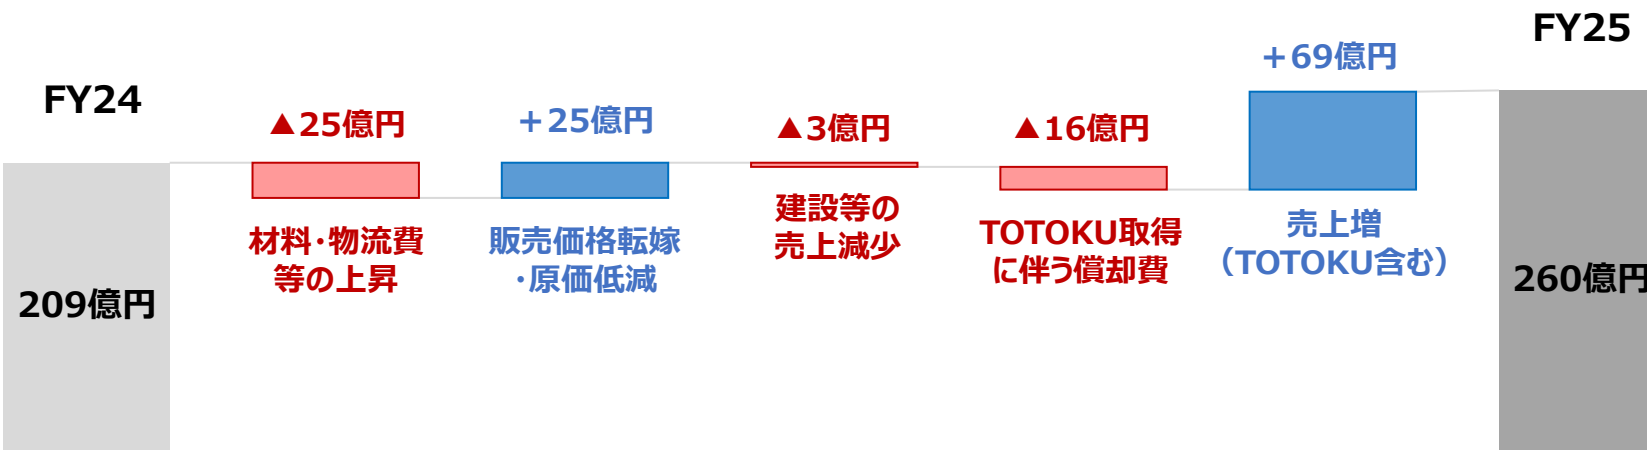 FY24
209億円
▲25億円
材料・物流費
等の上昇
＋25億円
販売価格転嫁
・原価低減
▲3億円
建設等の
売上減少
▲16億円
TOTOKU取得
に伴う償却費
＋69億円
売上増
（TOTOKU含む）
FY25
260億円